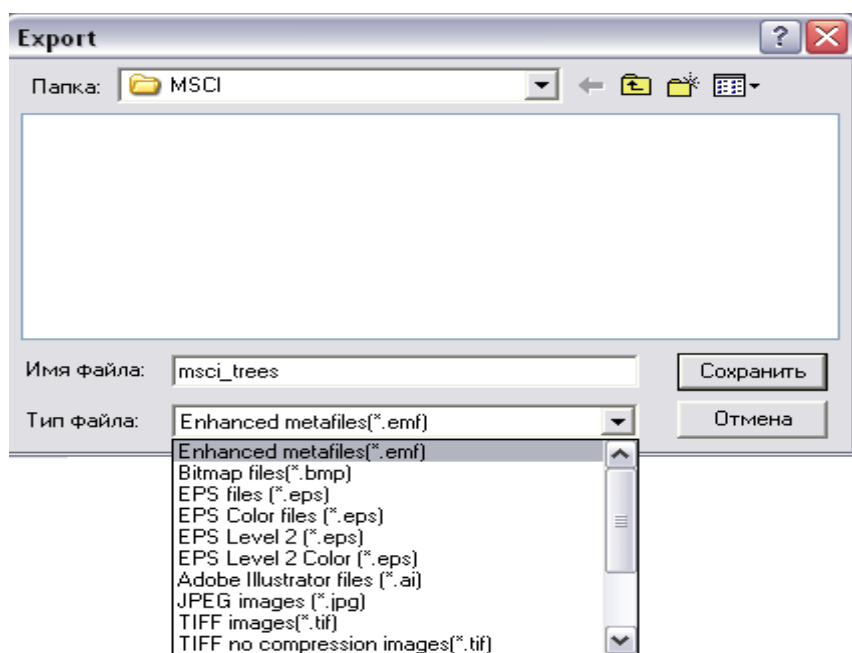 Export
Папка: MSCI
Имя файла: msci_trees Сохранить
Тип файла: Enhanced metafiles(*.emf) Отмена
Enhanced metafiles(*.emf)
Bitmap files(*.bmp)
EPS files (*.eps)
EPS Color files (*.eps)
EPS Level 2 (*.eps)
EPS Level 2 Color (*.eps)
Adobe Illustrator files (*.ai)
JPEG images (*.jpg)
TIFF images(*.tif)
TIFF no compression images(*.tif)